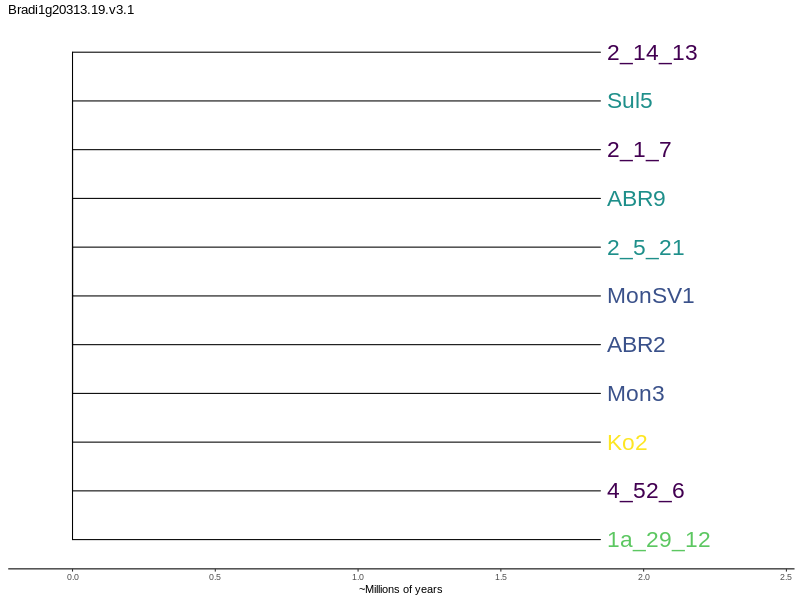 Bradi1g20313.19.v3.1
2_14_13
Sul5
2_1_7
ABR9
2_5_21
MonSV1
ABR2
Mon3
Ko2
4_52_6
1a_29_12
0.0 0.5 1.0 1.5 2.0 2.5
~Millions of years